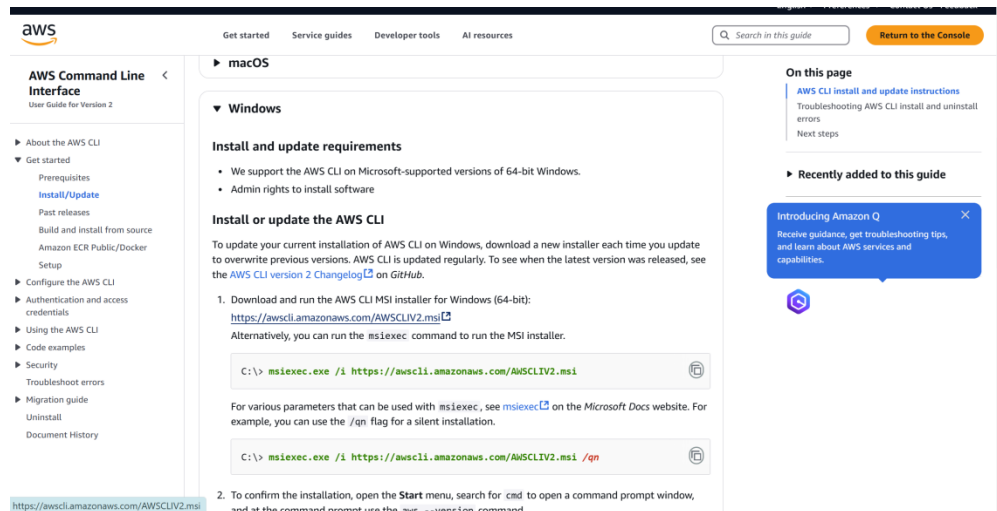 aws
Get started Service guides Developer tools AI resources
Search in this guide
Return to the Console
AWS Command Line Interface
User Guide for Version 2
About the AWS CLI
Get started
Prerequisites
Install/Update
Past releases
Build and install from source
Amazon ECR Public/Docker
Setup
Configure the AWS CLI
Authentication and access
credentials
Using the AWS CLI
Code examples
Security
Troubleshoot errors
Migration guide
Uninstall
Document History
macOS
Windows
Install and update requirements
• We support the AWS CLI on Microsoft-supported versions of 64-bit Windows.
• Admin rights to install software
Install or update the AWS CLI
To update your current installation of AWS CLI on Windows, download a new installer each time you update
to overwrite previous versions. AWS CLI is updated regularly. To see when the latest version was released, see
the AWS CLI version 2 Changelog on GitHub.
1. Download and run the AWS CLI MSI installer for Windows (64-bit):
https://awscli.amazonaws.com/AWSCLIV2.msi
Alternatively, you can run the msiexec command to run the MSI installer.
C:\> msiexec.exe /i https://awscli.amazonaws.com/AWSCLIV2.msi
For various parameters that can be used with msiexec, see msiexec on the Microsoft Docs website. For
example, you can use the /qn flag for a silent installation.
C:\> msiexec.exe /i https://awscli.amazonaws.com/AWSCLIV2.msi /qn
2. To confirm the installation, open the Start menu, search for cmd to open a command prompt window,
and at the command prompt use the aws --version command.
On this page
AWS CLI install and update instructions
Troubleshooting AWS CLI install and uninstall
errors
Next steps
Recently added to this guide
Introducing Amazon Q
Receive guidance, get troubleshooting tips,
and learn about AWS services and
capabilities.
https://awscli.amazonaws.com/AWSCLIV2.msi